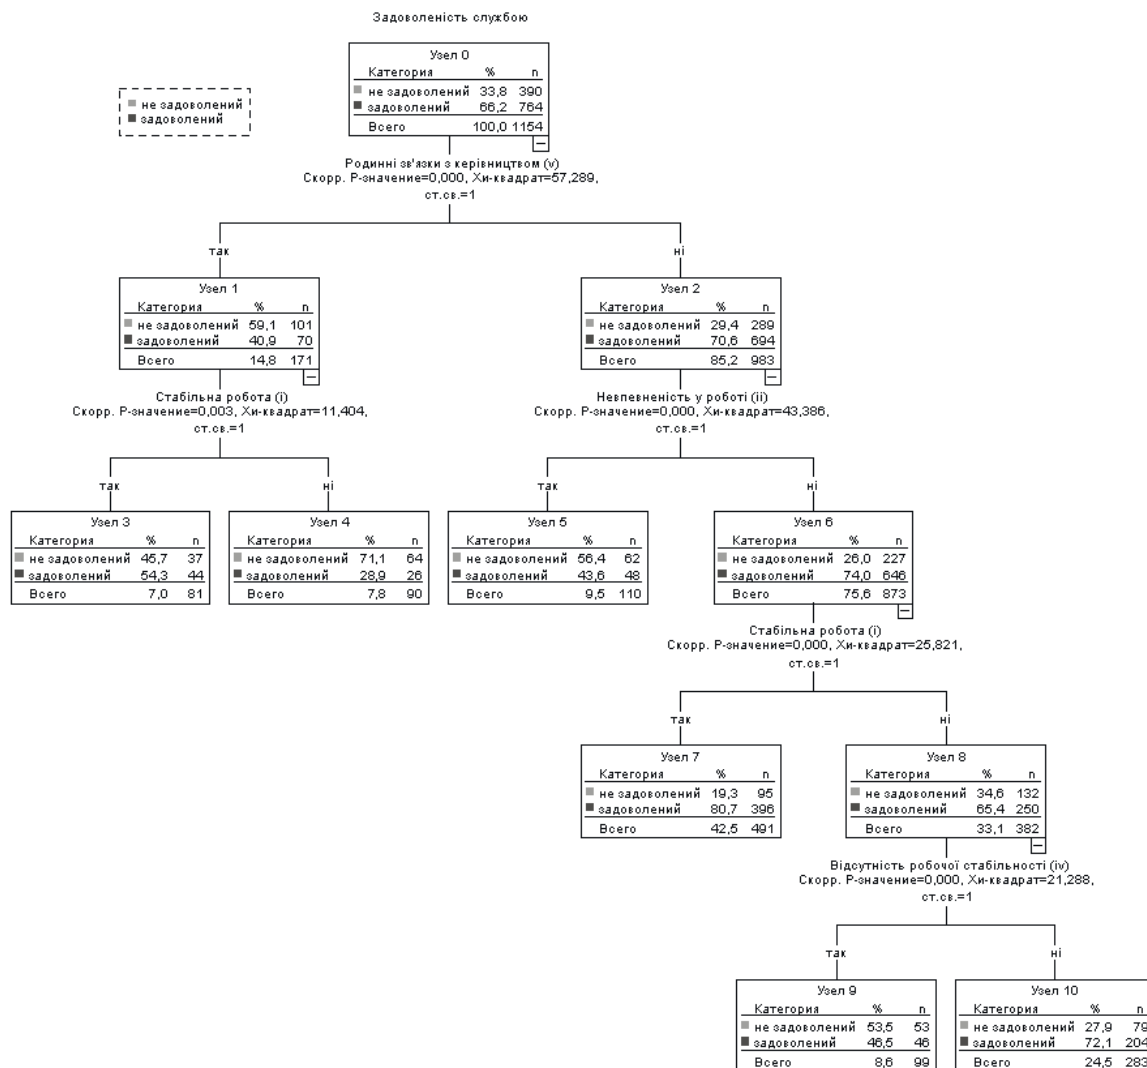 Задоволеність службою
не задоволений
задоволений
Узел 0
Категория % n
не задоволений 33,8 390
задоволений 66,2 764
Всего 100,0 1154
Родинні зв'язки з керівництвом (v)
Скорр. Р-значение=0,000, Хи-квадрат=57,289,
ст.св.=1
так
ні
Узел 1
Категория % n
не задоволений 59,1 101
задоволений 40,9 70
Всего 14,8 171
Узел 2
Категория % n
не задоволений 29,4 289
задоволений 70,6 694
Всего 85,2 983
Стабільна робота (i)
Скорр. Р-значение=0,003, Хи-квадрат=11,404,
ст.св.=1
Невпевненість у роботі (ii)
Скорр. Р-значение=0,000, Хи-квадрат=43,386,
ст.св.=1
так
ні
так
ні
Узел 3
Категория % n
не задоволений 45,7 37
задоволений 54,3 44
Всего 7,0 81
Узел 4
Категория % n
не задоволений 71,1 64
задоволений 28,9 26
Всего 7,8 90
Узел 5
Категория % n
не задоволений 56,4 62
задоволений 43,6 48
Всего 9,5 110
Узел 6
Категория % n
не задоволений 26,0 227
задоволений 74,0 646
Всего 75,6 873
Стабільна робота (i)
Скорр. Р-значение=0,000, Хи-квадрат=25,821,
ст.св.=1
так
ні
Узел 7
Категория % n
не задоволений 19,3 95
задоволений 80,7 396
Всего 42,5 491
Узел 8
Категория % n
не задоволений 34,6 132
задоволений 65,4 250
Всего 33,1 382
Відсутність робочої стабільності (iv)
Скорр. Р-значение=0,000, Хи-квадрат=21,288,
ст.св.=1
так
ні
Узел 9
Категория % n
не задоволений 53,5 53
задоволений 46,5 46
Всего 8,6 99
Узел 10
Категория % n
не задоволений 27,9 79
задоволений 72,1 204
Всего 24,5 283